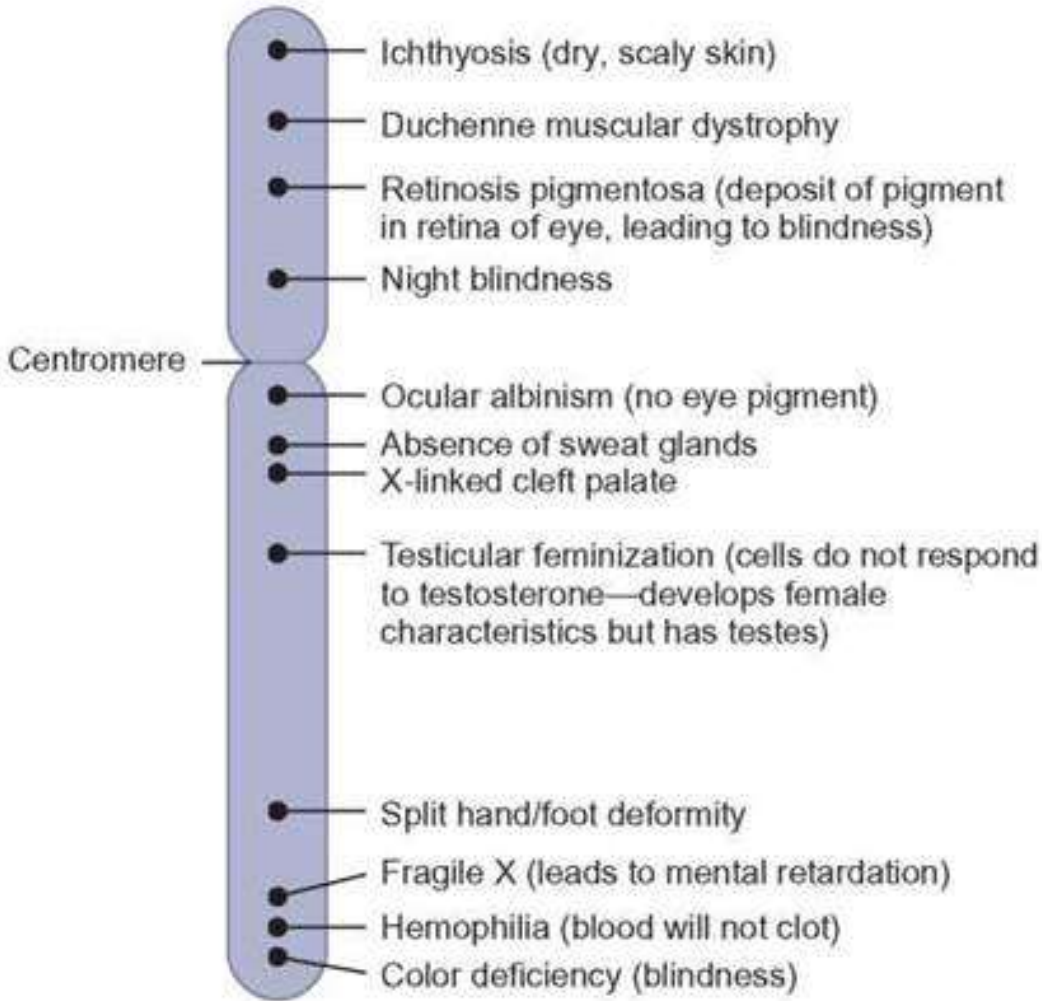 Ichthyosis (dry, scaly skin)
Duchenne muscular dystrophy
Retinosis pigmentosa (deposit of pigment
in retina of eye, leading to blindness)
Night blindness
Centromere
Ocular albinism (no eye pigment)
Absence of sweat glands
X-linked cleft palate
Testicular feminization (cells do not respond
to testosterone—develops female
characteristics but has testes)
Split hand/foot deformity
Fragile X (leads to mental retardation)
Hemophilia (blood will not clot)
Color deficiency (blindness)